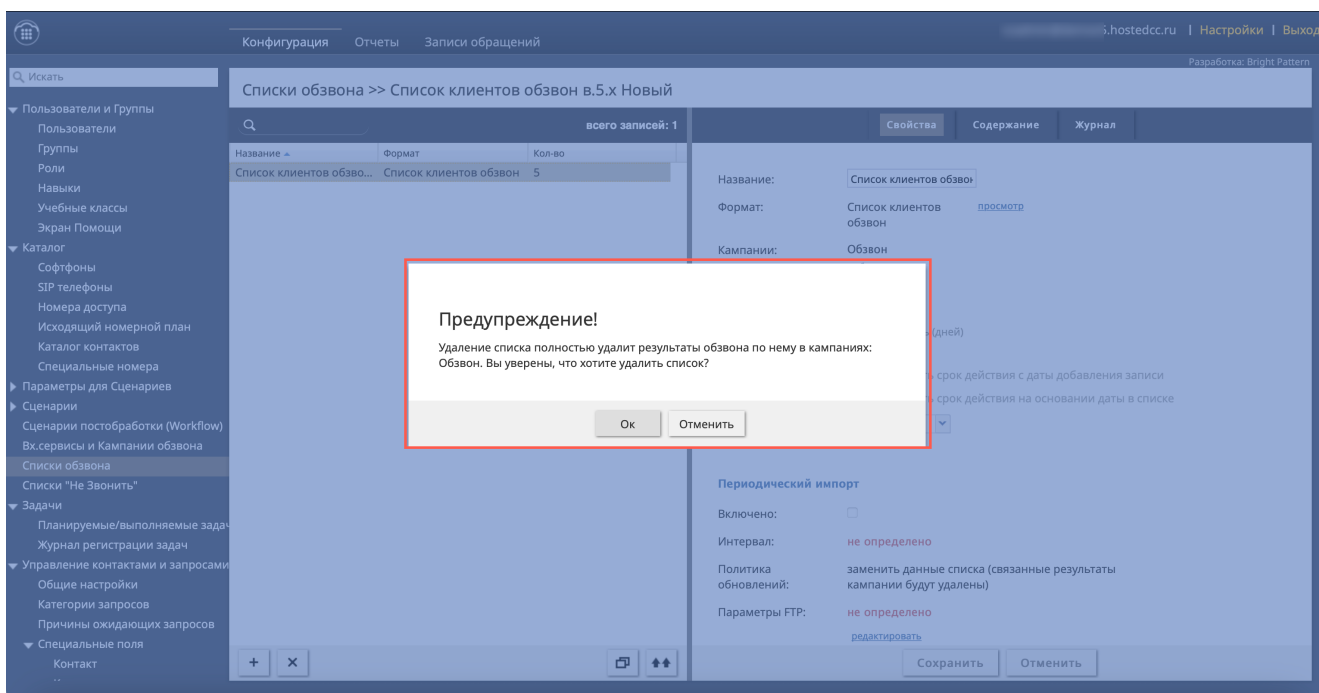 .hostedcc.ru | Настройки | Выход
Конфигурация Отчеты Записи обращений
Разработка: Bright Pattern
Искать
Списки обзвона >> Список клиентов обзвон в.5.x Новый
Пользователи и Группы
Пользователи
Группы
Роли
Навыки
Учебные классы
Экран Помощи
Каталог
Софтфоны
SIP телефоны
Номера доступа
Исходящий номерной план
Каталог контактов
Специальные номера
Параметры для Сценариев
Сценарии
Сценарии постобработки (Workflow)
Вх.сервисы и Кампании обзвона
Списки обзвона
Списки "Не Звонить"
Задачи
Планируемые/выполняемые задач
Журнал регистрации задач
Управление контактами и запросами
Общие настройки
Категории запросов
Причины ожидающих запросов
Специальные поля
Контакт
всего записей: 1
Название Формат Кол-во
Список клиентов обзво... Список клиентов обзвон 5
Свойства Содержание Журнал
Название: Список клиентов обзвон
Формат: Список клиентов обзвон просмотр
Кампании: Обзвон
(дней)
срок действия с даты добавления записи
срок действия на основании даты в списке
Предупреждение!
Удаление списка полностью удалит результаты обзвона по нему в кампаниях:
Обзвон. Вы уверены, что хотите удалить список?
Ок Отменить
Периодический импорт
Включено:
Интервал: не определено
Политика обновлений: заменить данные списка (связанные результаты кампании будут удалены)
Параметры FTP: не определено
редактировать
Сохранить Отменить